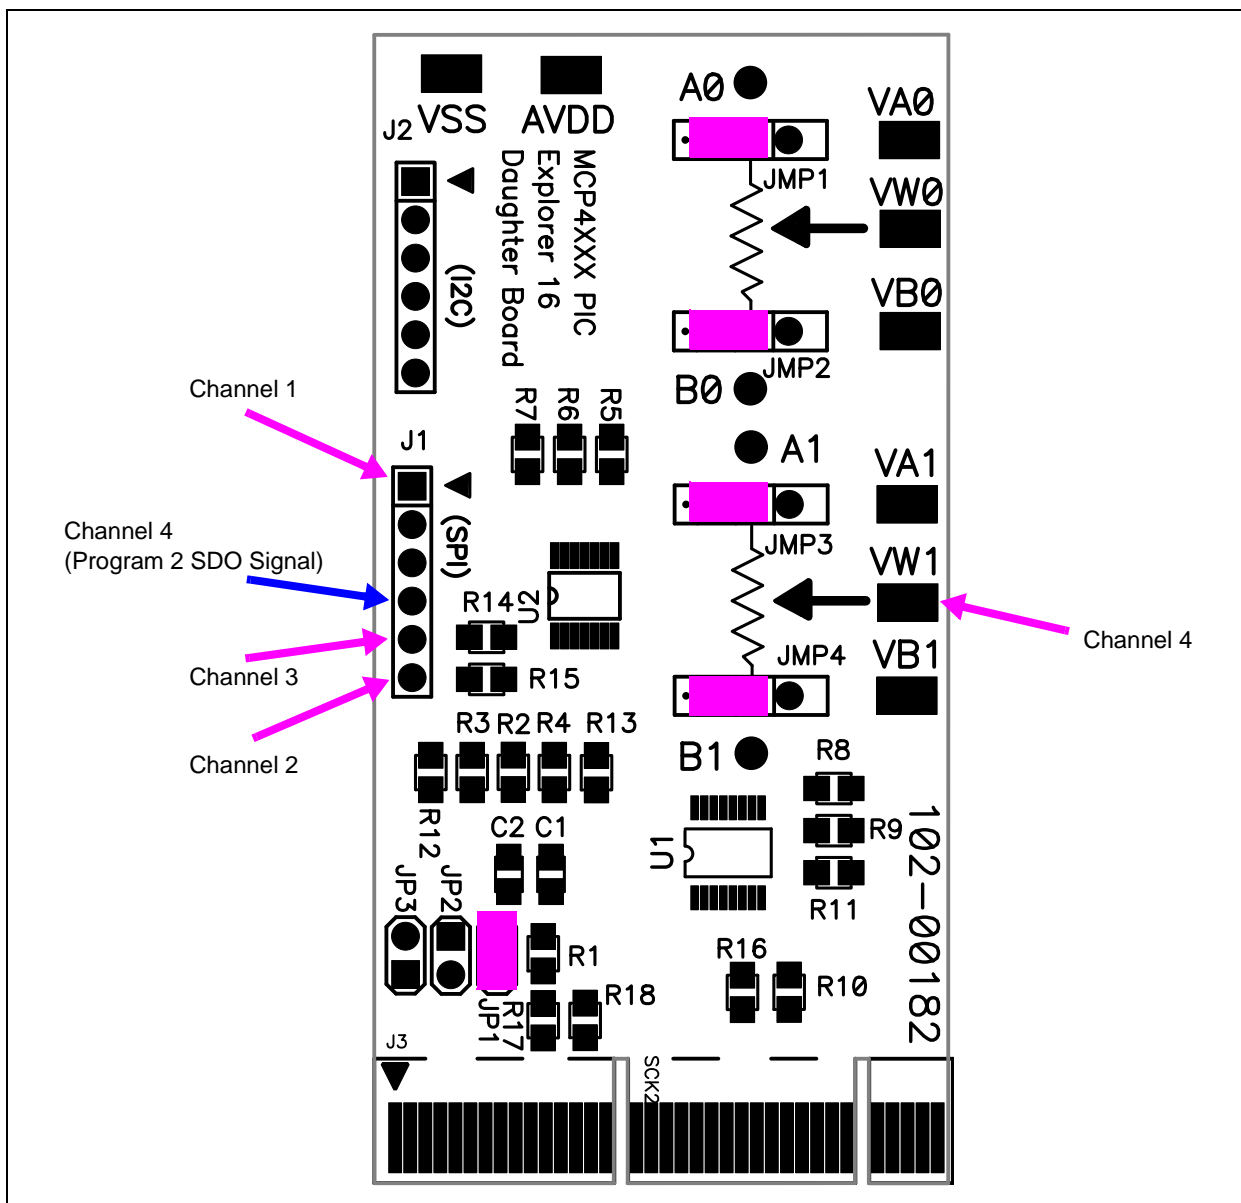 A0
VSS
AVDD
VA0
J2
MCP4XXX PIC
Explorer 16
Daughter Board
JMP1
VW0
(I2C)
VB0
JMP2
Channel 1
B0
R7
R6
R5
J1
A1
VA1
(SPI)
Channel 4
(Program 2 SDO Signal)
JMP3
VW1
R14
U2
Channel 4
Channel 3
R15
JMP4
VB1
R3
R2
R4
R13
Channel 2
B1
R8
R12
C2
C1
U1
R9
102-00182
JP3
JP2
R11
R1
R16
R10
R18
JP1
R17
J3
SCK2